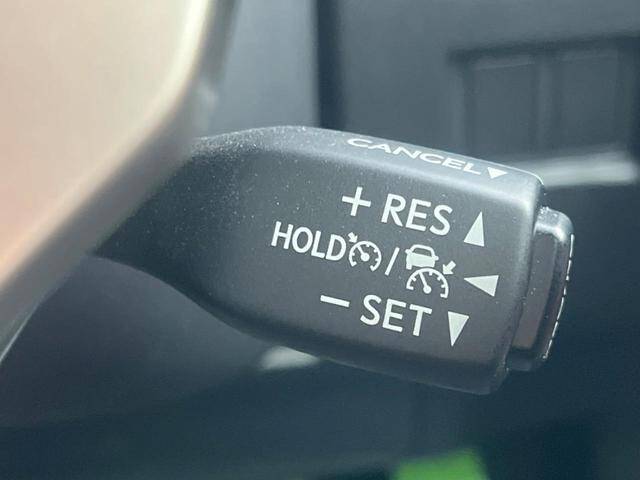 CANCEL▼
+ RES ▲
HOLD / ◀
− SET ▼